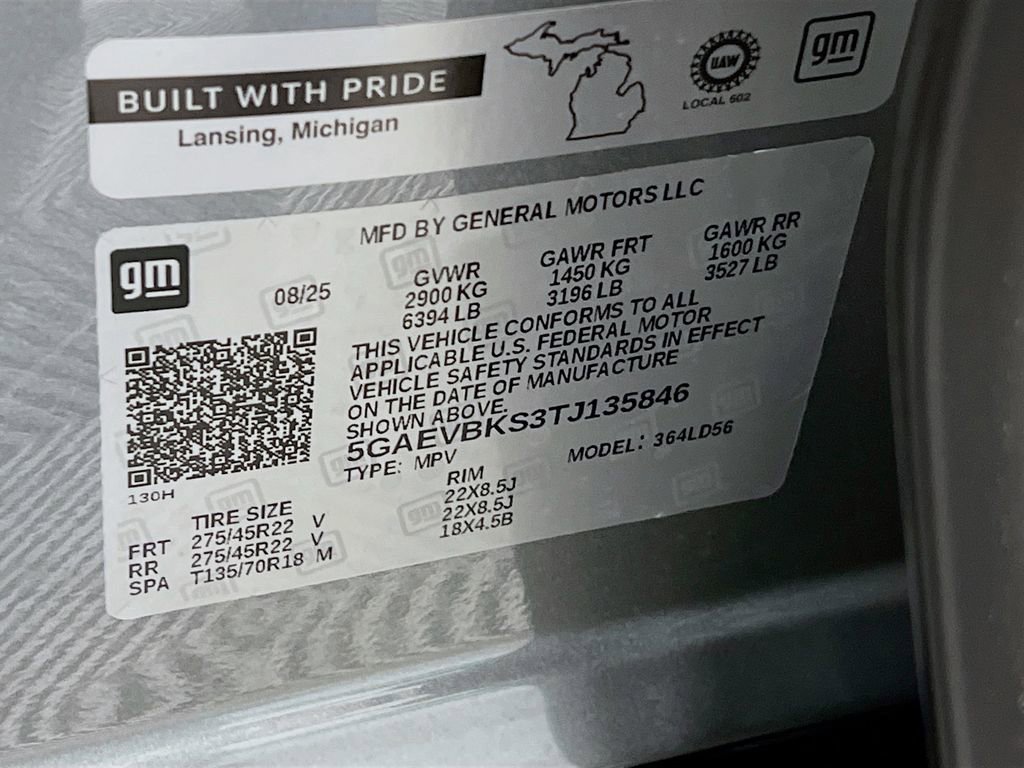 BUILT WITH PRIDE
Lansing, Michigan
UAW
LOCAL 602
gm
MFD BY GENERAL MOTORS LLC
gm
08/25
GVWR
2900 KG
6394 LB
GAWR FRT
1450 KG
3196 LB
GAWR RR
1600 KG
3527 LB
THIS VEHICLE CONFORMS TO ALL
APPLICABLE U.S. FEDERAL MOTOR
VEHICLE SAFETY STANDARDS IN EFFECT
ON THE DATE OF MANUFACTURE
SHOWN ABOVE.
5GAEVBKS3TJ135846
TYPE: MPV MODEL: 364LD56
130H
TIRE SIZE RIM
FRT 275/45R22 V 22X8.5J
RR 275/45R22 V 22X8.5J
SPA T135/70R18 M 18X4.5B